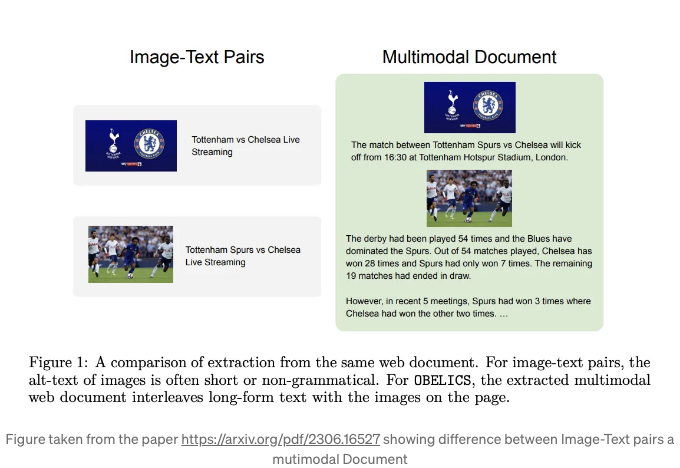 Image-Text Pairs
Multimodal Document
CHELSEA
Tottenham vs Chelsea Live
Streaming
Tottenham Spurs vs Chelsea
Live Streaming
CHELSEA
The match between Tottenham Spurs vs Chelsea will kick
off from 16:30 at Tottenham Hotspur Stadium, London.
The derby had been played 54 times and the Blues have
dominated the Spurs. Out of 54 matches played, Chelsea has
won 28 times and Spurs had only won 7 times. The remaining
19 matches had ended in draw.
However, in recent 5 meetings, Spurs had won 3 times where
Chelsea had won the other two times. ...
Figure 1: A comparison of extraction from the same web document. For image-text pairs, the
alt-text of images is often short or non-grammatical. For OBELICS, the extracted multimodal
web document interleaves long-form text with the images on the page.
Figure taken from the paper https://arxiv.org/pdf/2306.16527 showing difference between Image-Text pairs a
mutimodal Document